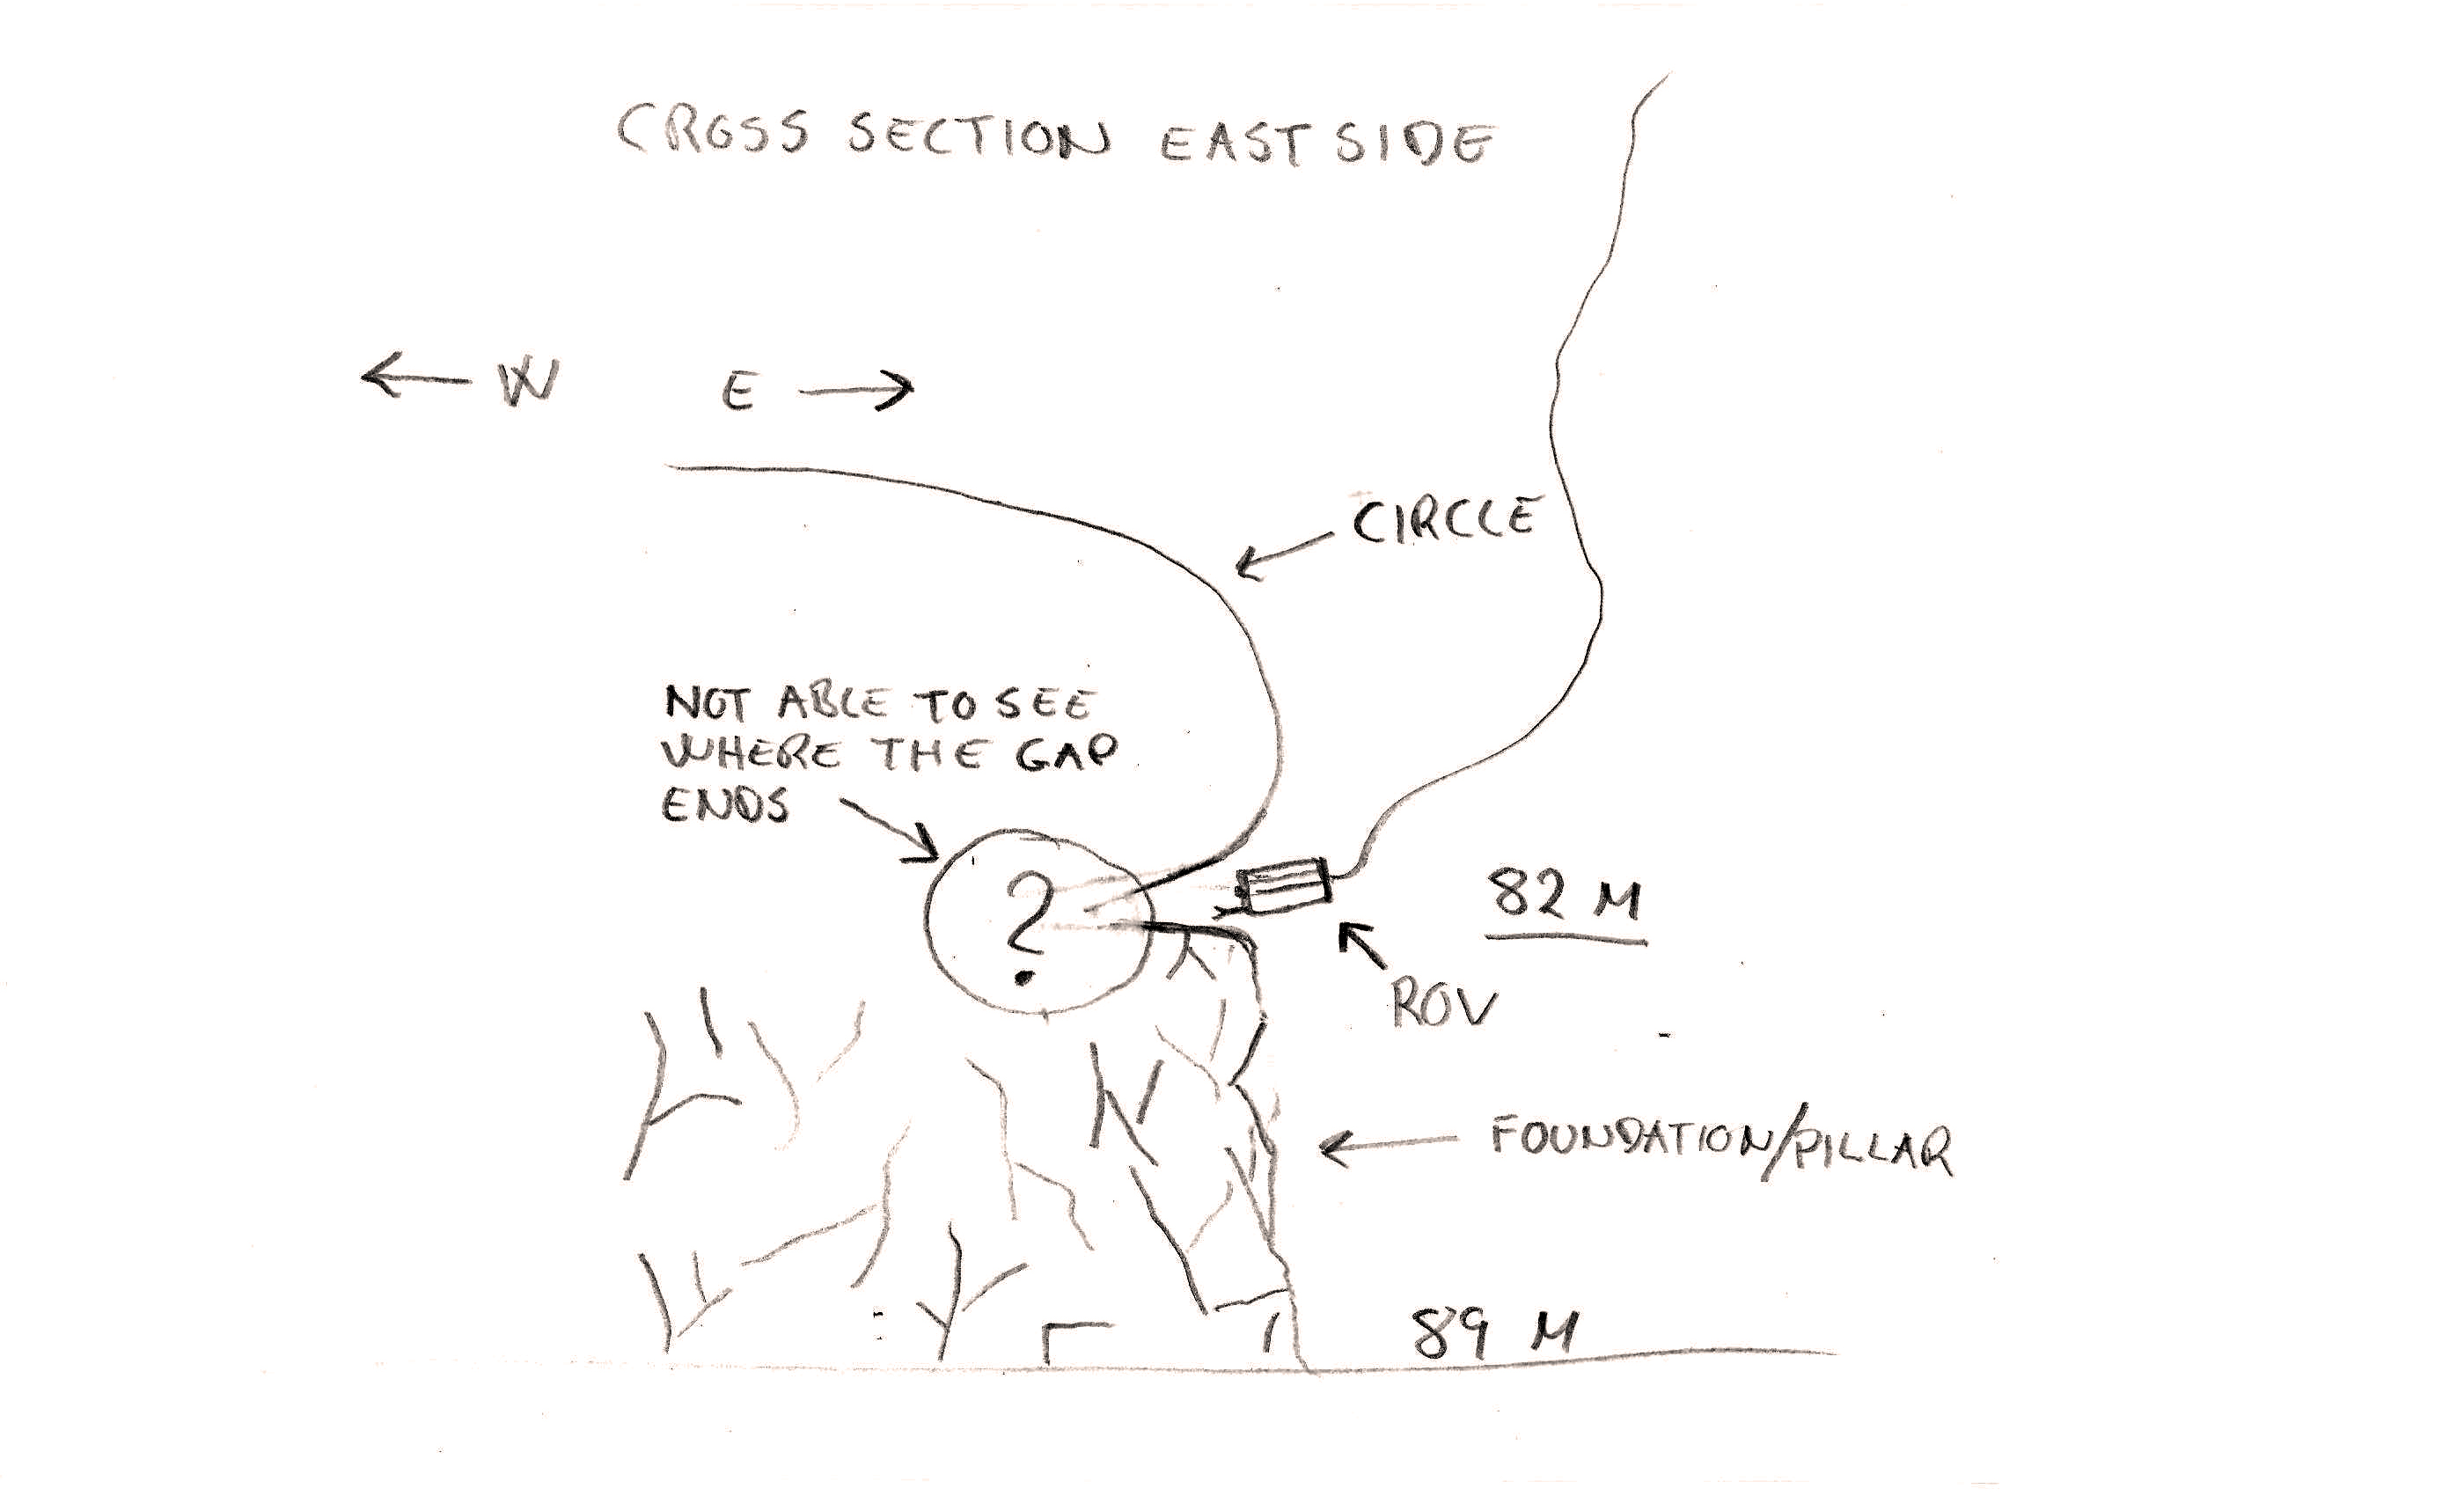 CROSS SECTION EAST SIDE
← W E →
CIRCLE
NOT ABLE TO SEE
WHERE THE GAP
ENDS
?
82 M
ROV
FOUNDATION/PILLAR
89 M